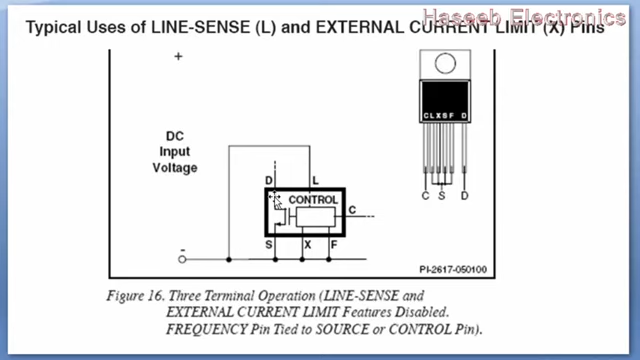 Haseeb Electronics
Typical Uses of LINE-SENSE (L) and EXTERNAL CURRENT LIMIT (X) Pins
+
DC
Input
Voltage
D
L
CONTROL
C
S
X
F
-
CLXSF D
C S D
PI-2617-050100
Figure 16. Three Terminal Operation (LINE-SENSE and
EXTERNAL CURRENT LIMIT Features Disabled.
FREQUENCY Pin Tied to SOURCE or CONTROL Pin).